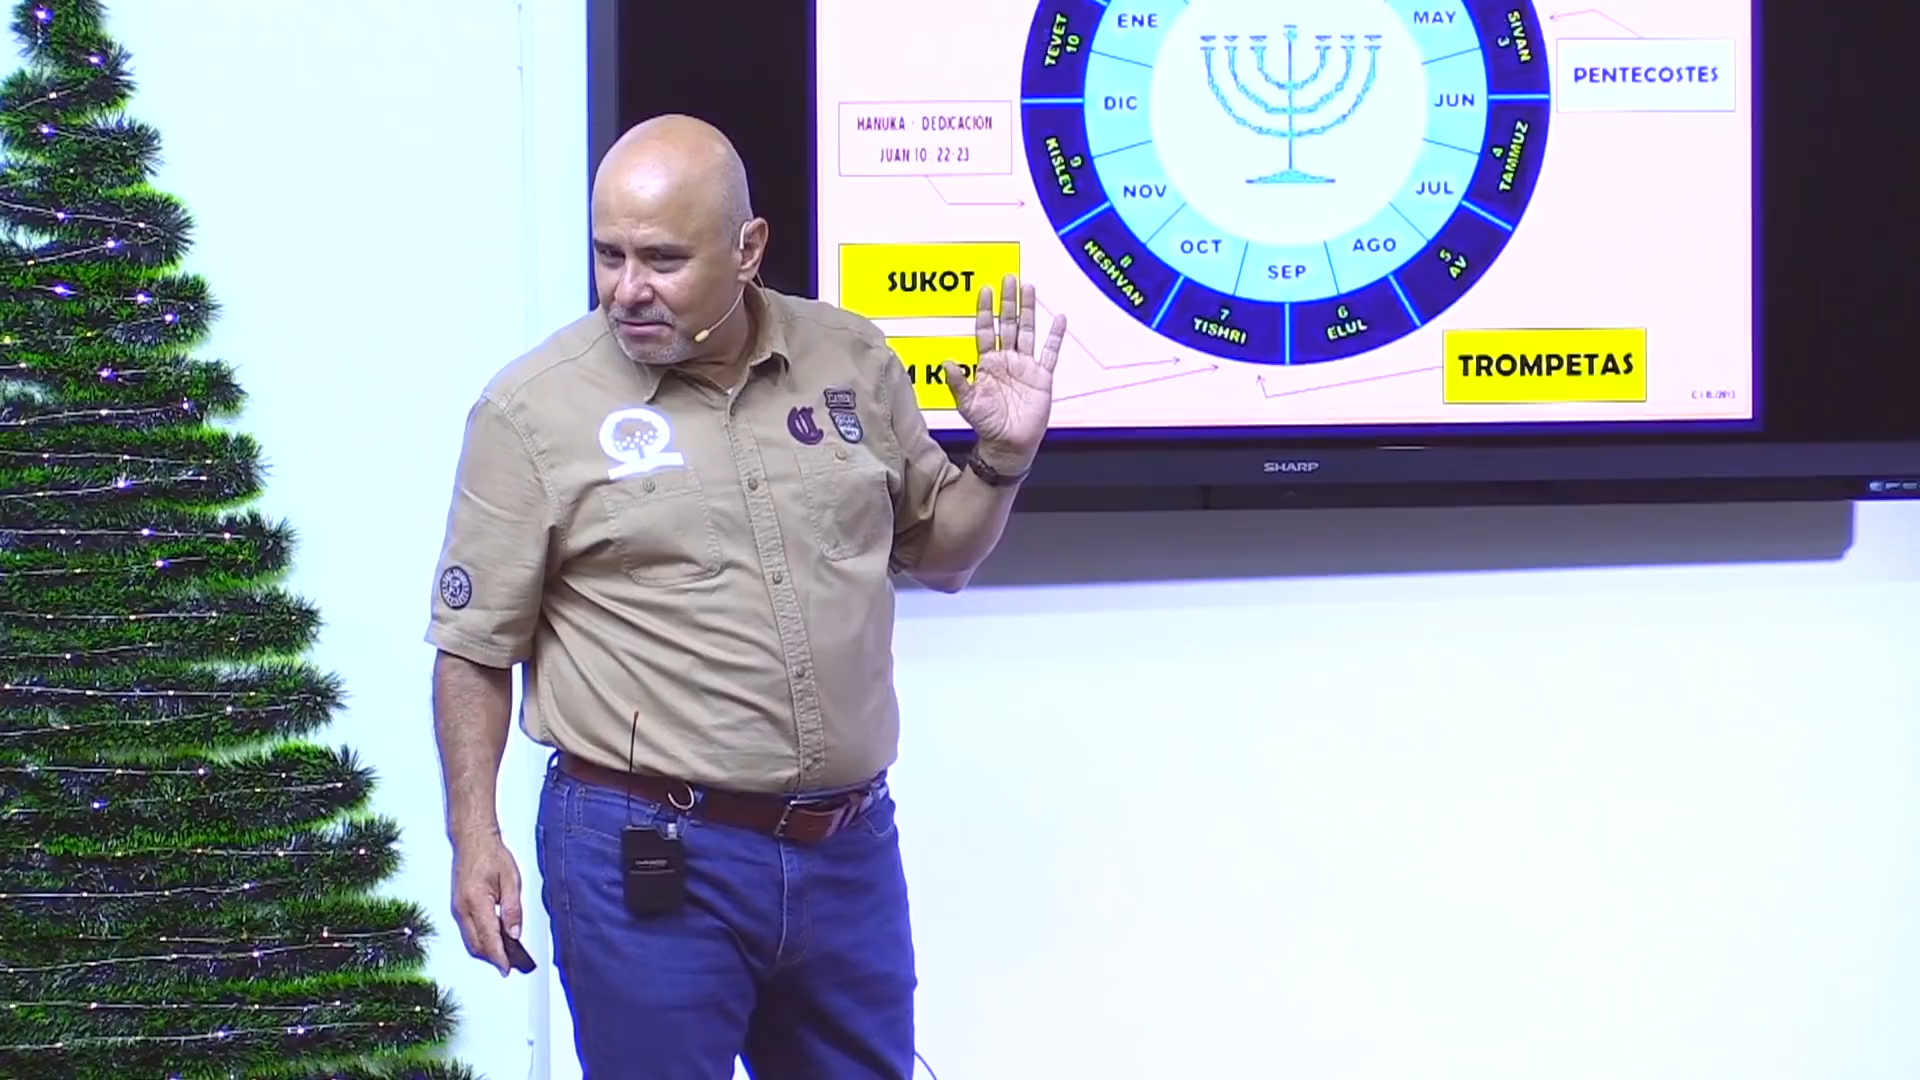 TEVET
10
ENE
MAY
SIVAN
3
PENTECOSTES
DIC
JUN
HANUKA - DEDICACION
JUAN 10: 22-23
9
KISLEV
4
TAMMUZ
NOV
JUL
OCT
AGO
SEP
SUKOT
8
HESHVAN
5
AV
7
TISHRI
6
ELUL
TROMPETAS
SHARP